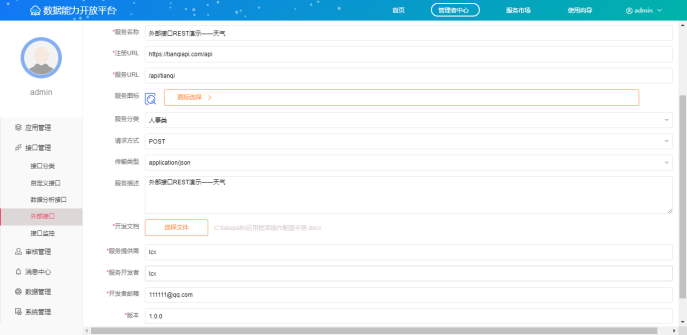 数据能力开放平台
首页
管理者中心
服务市场
使用向导
admin
admin
应用管理
接口管理
接口分类
自定义接口
数据分析接口
外部接口
接口监控
审核管理
消息中心
数据管理
系统管理
*服务名称 外部接口REST演示——天气
*注册URL https://tianqiapi.com/api
*服务URL /api/tianqi
服务图标 图标选择 >
服务分类 人事类
请求方式 POST
传输类型 application/json
服务描述 外部接口REST演示——天气
*开发文档 选择文件
*服务提供商 lcx
*服务开发者 lcx
*开发者邮箱 111111@qq.com
*版本 1.0.0